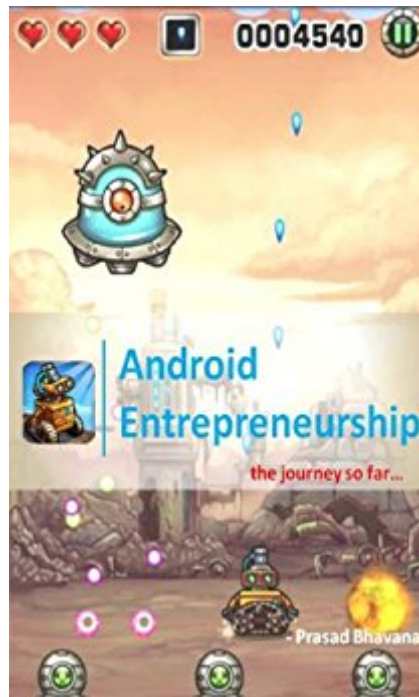 0004540
Android
Entrepreneurship
the journey so far...
- Prasad Bhavana